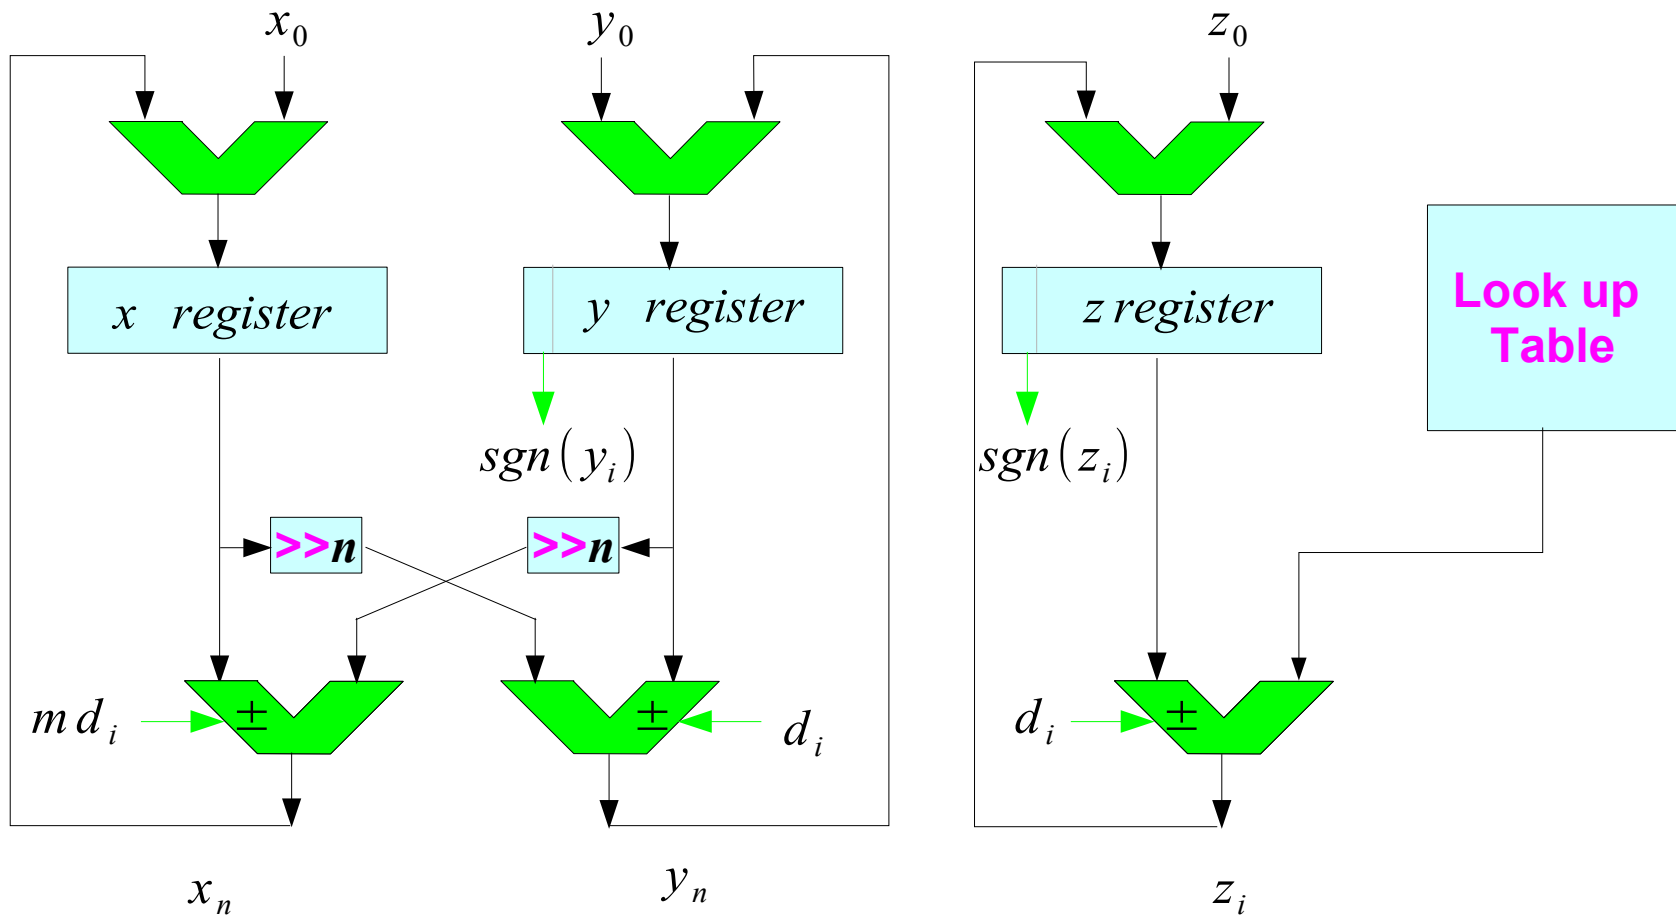 x₀
y₀
z₀
x register
y register
z register
Look up
Table
sgn(yᵢ)
sgn(zᵢ)
>>n
>>n
m dᵢ
±
±
dᵢ
dᵢ
±
xₙ
yₙ
zᵢ